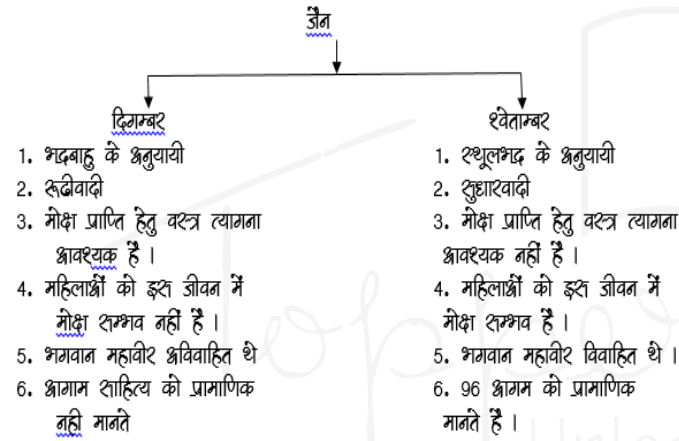 जैन
दिगम्बर
1. भद्रबाहु के अनुयायी
2. रूढीवादी
3. मोक्ष प्राप्ति हेतु वस्त्र त्यागना
आवश्यक है ।
4. महिलाओं को इस जीवन में
मोक्ष सम्भव नहीं है ।
5. भगवान महावीर अविवाहित थे
6. आगाम साहित्य को प्रामाणिक
नही मानते
श्वेताम्बर
1. स्थूलभद्र के अनुयायी
2. सुधारवादी
3. मोक्ष प्राप्ति हेतु वस्त्र त्यागना
आवश्यक नहीं है ।
4. महिलाओं को इस जीवन में
मोक्ष सम्भव है ।
5. भगवान महावीर विवाहित थे ।
6. 96 आगम को प्रामाणिक
मानते है ।